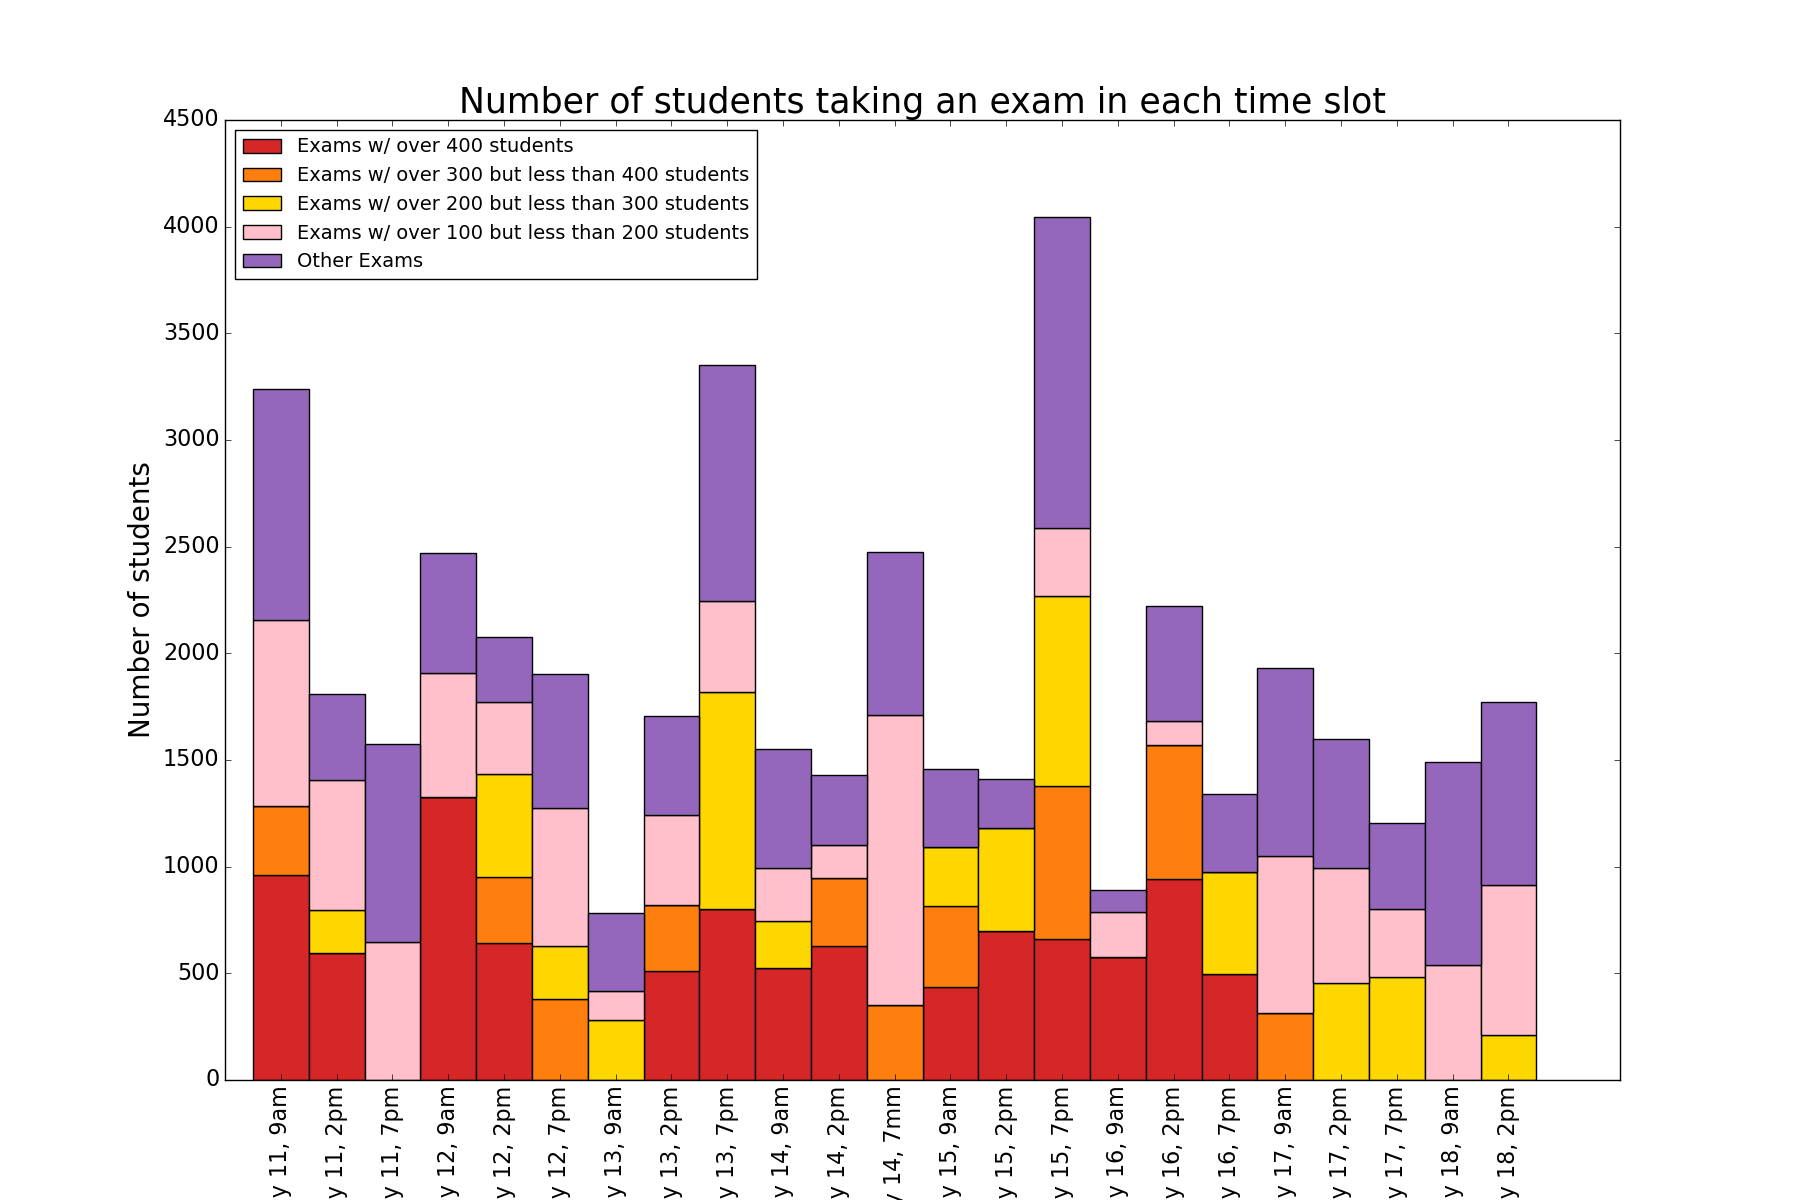 Number of students taking an exam in each time slot
4500
4000
3500
3000
2500
2000
1500
1000
500
0
Number of students
Exams w/ over 400 students
Exams w/ over 300 but less than 400 students
Exams w/ over 200 but less than 300 students
Exams w/ over 100 but less than 200 students
Other Exams
y 11, 9am
y 11, 2pm
y 11, 7pm
y 12, 9am
y 12, 2pm
y 12, 7pm
y 13, 9am
y 13, 2pm
y 13, 7pm
y 14, 9am
y 14, 2pm
y 14, 7mm
y 15, 9am
y 15, 2pm
y 15, 7pm
y 16, 9am
y 16, 2pm
y 16, 7pm
y 17, 9am
y 17, 2pm
y 17, 7pm
y 18, 9am
y 18, 2pm